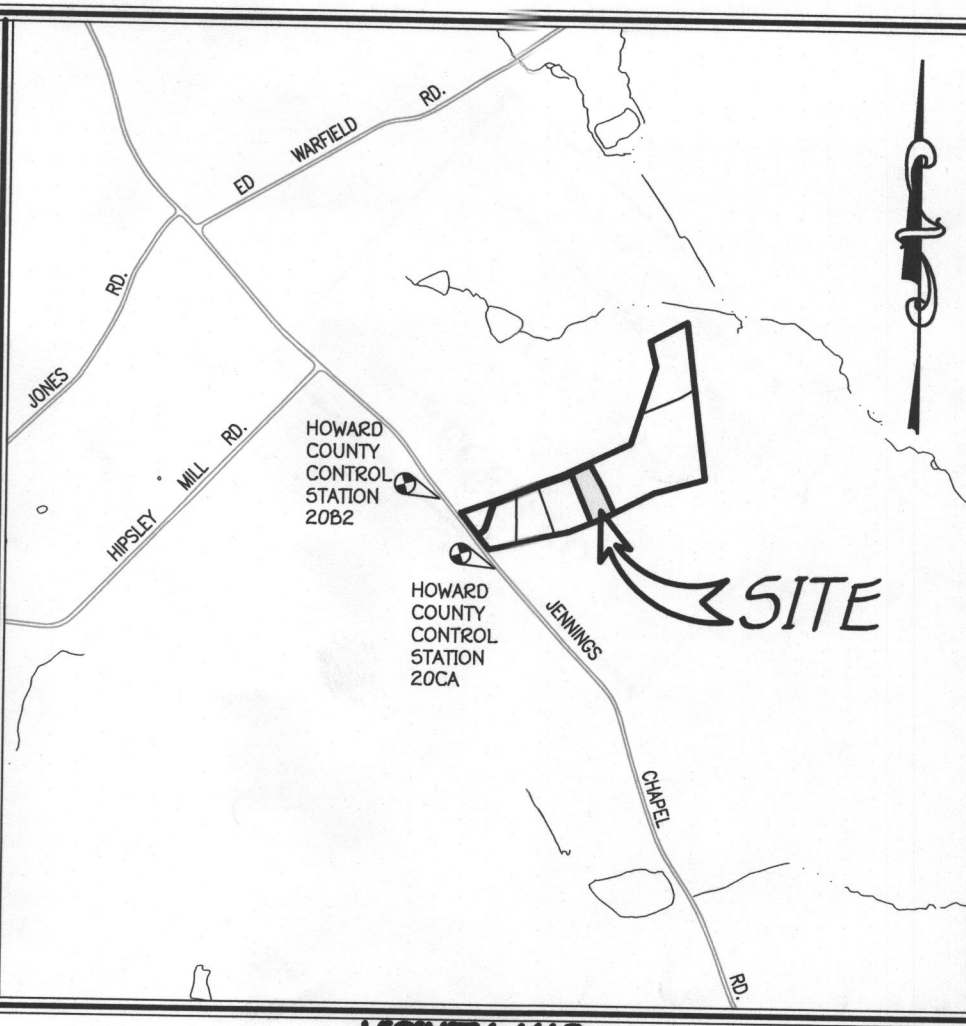 ED WARFIELD RD.
JONES RD.
HIPSLEY MILL RD.
HOWARD
COUNTY
CONTROL
STATION
20B2
HOWARD
COUNTY
CONTROL
STATION
20CA
SITE
JENNINGS CHAPEL RD.